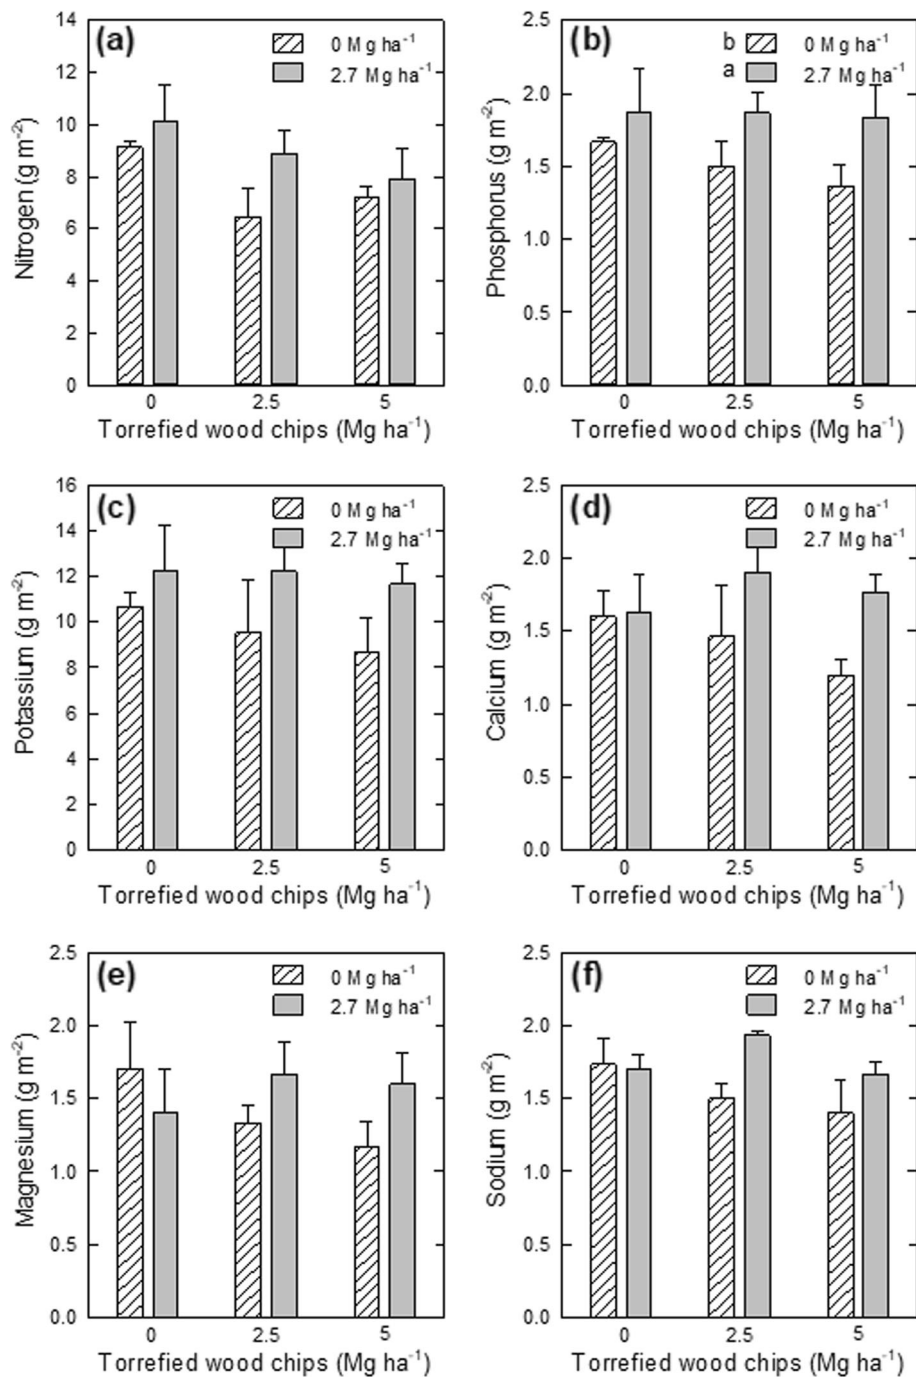 (a)
0 Mg ha⁻¹
2.7 Mg ha⁻¹
Nitrogen (g m⁻²)
14
12
10
8
6
4
2
0
0 2.5 5
Torrefied wood chips (Mg ha⁻¹)
(b)
b 0 Mg ha⁻¹
a 2.7 Mg ha⁻¹
Phosphorus (g m⁻²)
2.5
2.0
1.5
1.0
0.5
0.0
0 2.5 5
Torrefied wood chips (Mg ha⁻¹)
(c)
0 Mg ha⁻¹
2.7 Mg ha⁻¹
Potassium (g m⁻²)
16
14
12
10
8
6
4
2
0
0 2.5 5
Torrefied wood chips (Mg ha⁻¹)
(d)
0 Mg ha⁻¹
2.7 Mg ha⁻¹
Calcium (g m⁻²)
2.5
2.0
1.5
1.0
0.5
0.0
0 2.5 5
Torrefied wood chips (Mg ha⁻¹)
(e)
0 Mg ha⁻¹
2.7 Mg ha⁻¹
Magnesium (g m⁻²)
2.5
2.0
1.5
1.0
0.5
0.0
0 2.5 5
Torrefied wood chips (Mg ha⁻¹)
(f)
0 Mg ha⁻¹
2.7 Mg ha⁻¹
Sodium (g m⁻²)
2.5
2.0
1.5
1.0
0.5
0.0
0 2.5 5
Torrefied wood chips (Mg ha⁻¹)